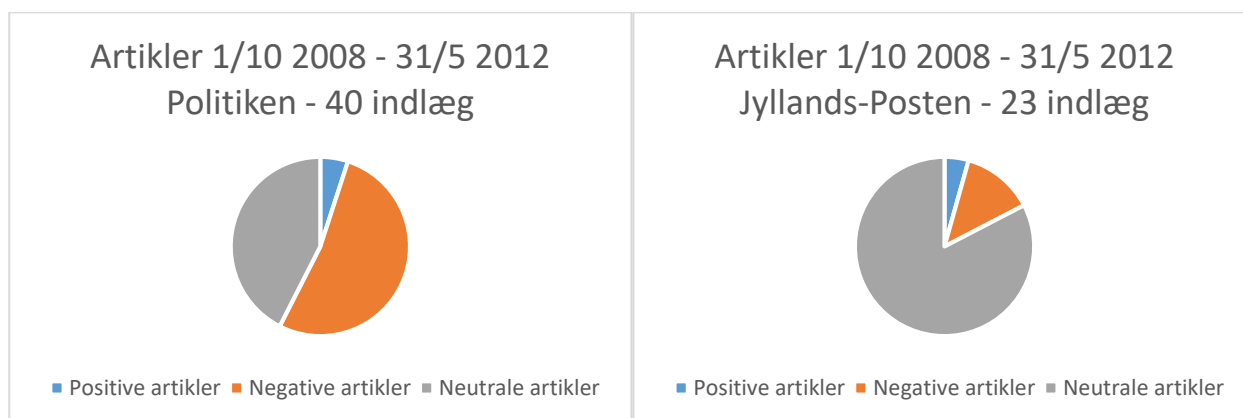 Artikler 1/10 2008 - 31/5 2012
Politiken - 40 indlæg
Positive artikler Negative artikler Neutrale artikler
Artikler 1/10 2008 - 31/5 2012
Jyllands-Posten - 23 indlæg
Positive artikler Negative artikler Neutrale artikler